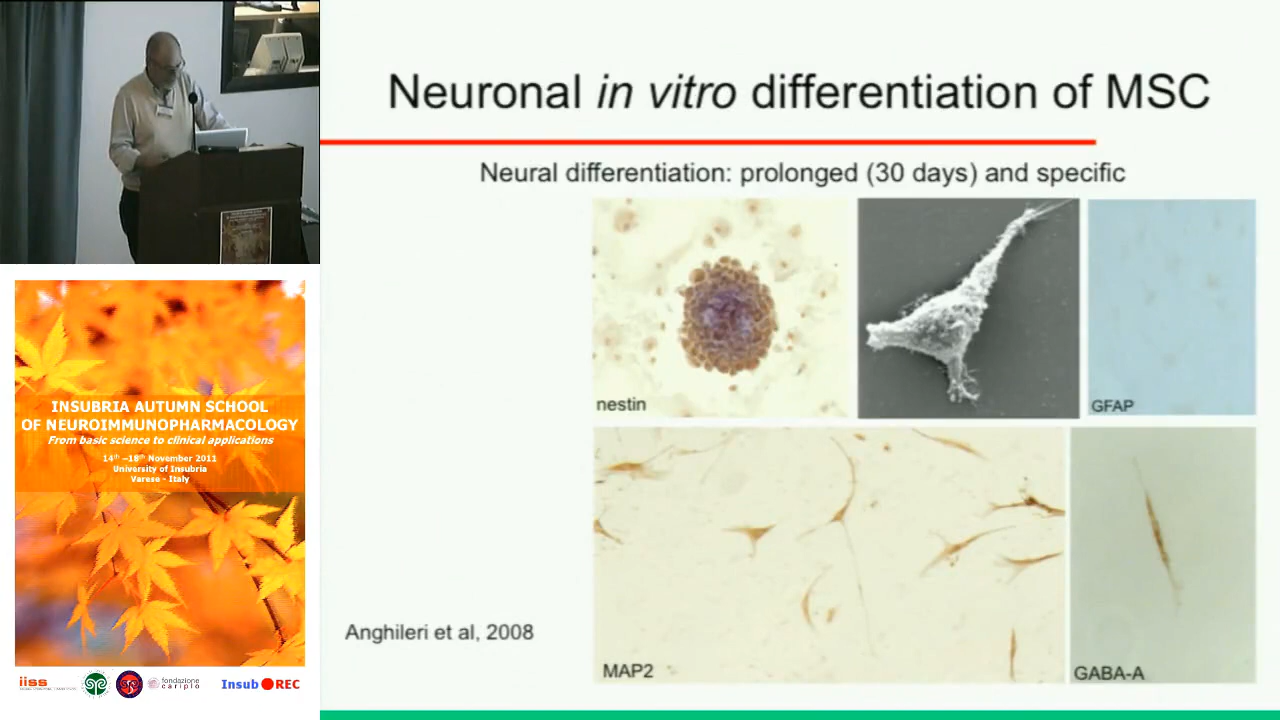 Neuronal in vitro differentiation of MSC
Neural differentiation: prolonged (30 days) and specific
nestin
GFAP
MAP2
GABA-A
Anghileri et al, 2008
INSUBRIA AUTUMN SCHOOL
OF NEUROIMMUNOPHARMACOLOGY
From basic science to clinical applications
14th –18th November 2011
University of Insubria
Varese - Italy
iiss
fondazione
cariplo
InsubREC